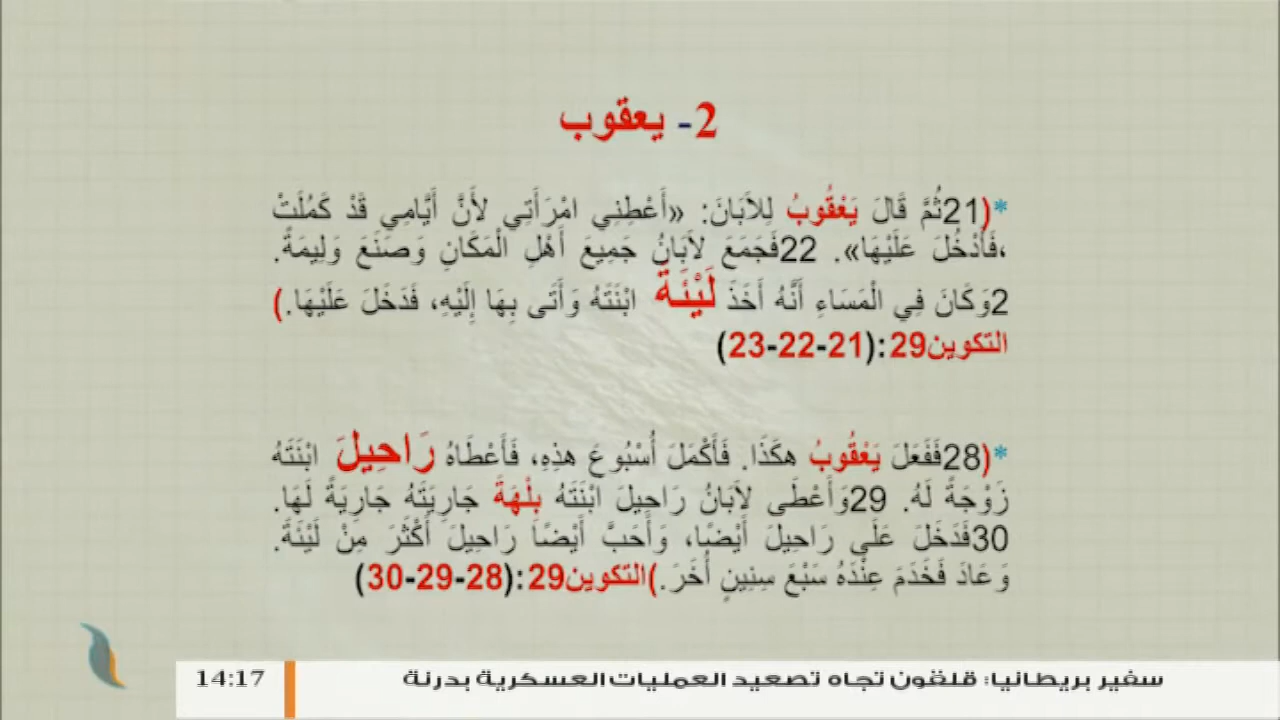 2- يعقوب
*(21ثُمَّ قَالَ يَعْقُوبُ لِلاَبَانَ: «أَعْطِنِي امْرَأَتِي لأَنَّ أَيَّامِي قَدْ كَمُلَتْ
،فَأَدْخُلَ عَلَيْهَا». 22فَجَمَعَ لاَبَانُ جَمِيعَ أَهْلِ الْمَكَانِ وَصَنَعَ وَلِيمَةً.
2وَكَانَ فِي الْمَسَاءِ أَنَّهُ أَخَذَ لَيْئَةَ ابْنَتَهُ وَأَتَى بِهَا إِلَيْهِ، فَدَخَلَ عَلَيْهَا.)
التكوين29:(21-22-23)
*(28فَفَعَلَ يَعْقُوبُ هكَذَا. فَأَكْمَلَ أُسْبُوعَ هذِهِ، فَأَعْطَاهُ رَاحِيلَ ابْنَتَهُ
زَوْجَةً لَهُ. 29وَأَعْطَى لاَبَانُ رَاحِيلَ ابْنَتَهُ بِلْهَةَ جَارِيَتَهُ جَارِيَةً لَهَا.
30فَدَخَلَ عَلَى رَاحِيلَ أَيْضًا، وَأَحَبَّ أَيْضًا رَاحِيلَ أَكْثَرَ مِنْ لَيْئَةَ.
وَعَادَ فَخَدَمَ عِنْدَهُ سَبْعَ سِنِينٍ أُخَرَ.)التكوين29:(28-29-30)
سفير بريطانيا: قلقون تجاه تصعيد العمليات العسكرية بدرنة
14:17